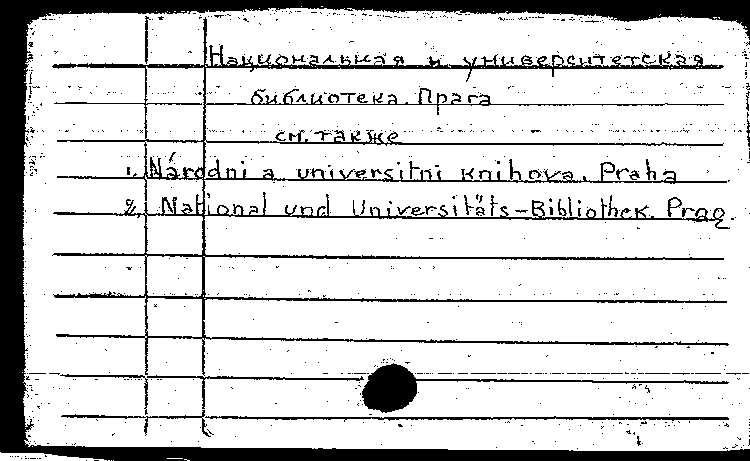 Национальная и университетская
библиотека. Прага
см. также
1. Národni a universitni knihova. Praha
2. National und Universitäts-Bibliothek. Prag.